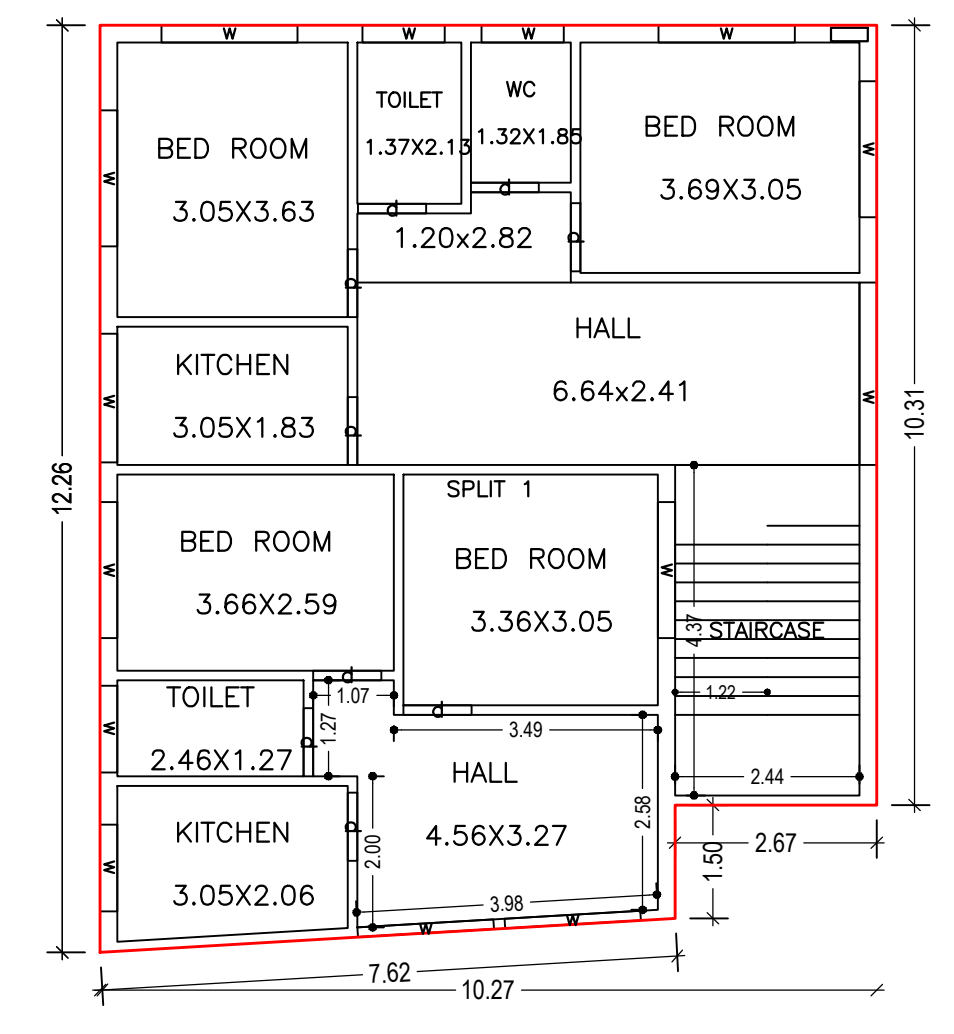 W
W
W
W
TOILET
1.37X2.13
WC
1.32X1.85
BED ROOM
3.05X3.63
BED ROOM
3.69X3.05
W
W
d
d
1.20x2.82
d
d
HALL
6.64x2.41
KITCHEN
3.05X1.83
W
d
W
10.31
12.26
SPLIT 1
BED ROOM
3.66X2.59
BED ROOM
3.36X3.05
W
W
4.37
STAIRCASE
d
1.07
1.22
TOILET
2.46X1.27
W
d
1.27
d
3.49
HALL
4.56X3.27
2.44
2.58
KITCHEN
3.05X2.06
W
d
2.00
1.50
2.67
3.98
W
W
7.62
10.27